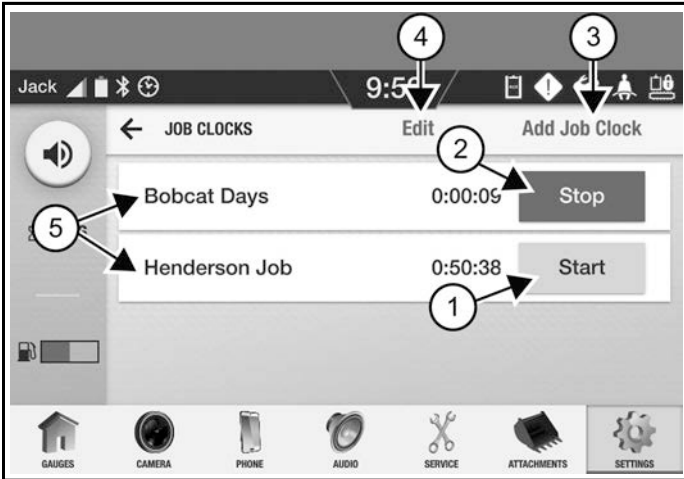 4
3
Jack
9:5
JOB CLOCKS
Edit
Add Job Clock
2
Bobcat Days
0:00:09
Stop
5
Henderson Job
0:50:38
Start
1
GAUGES
CAMERA
PHONE
AUDIO
SERVICE
ATTACHMENTS
SETTINGS